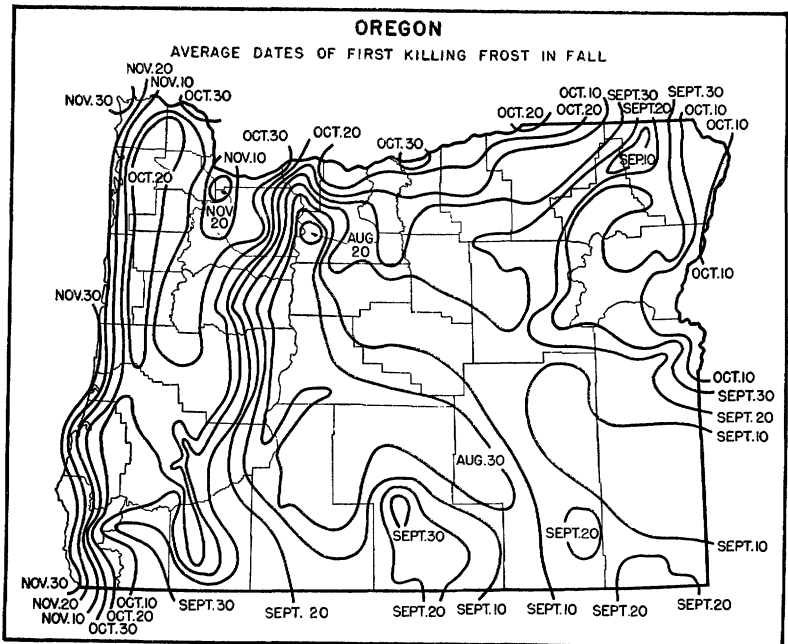 OREGON
AVERAGE DATES OF FIRST KILLING FROST IN FALL
NOV.20
NOV.10
NOV.30
OCT.30
OCT.10
SEPT.30
SEPT.30
OCT.20
OCT.20
SEPT.20
OCT.10
OCT.10
OCT.30
OCT.20
OCT.30
NOV.10
SEP.10
OCT.20
NOV.
20
AUG.
20
OCT.10
NOV.30
OCT.10
SEPT.30
SEPT.20
SEPT.10
AUG.30
SEPT.30
SEPT.20
SEPT.10
NOV.30
NOV.20
NOV.10
OCT.30
OCT.20
OCT.10
SEPT.30
SEPT. 20
SEPT.20
SEPT.10
SEPT.10
SEPT.20
SEPT.20